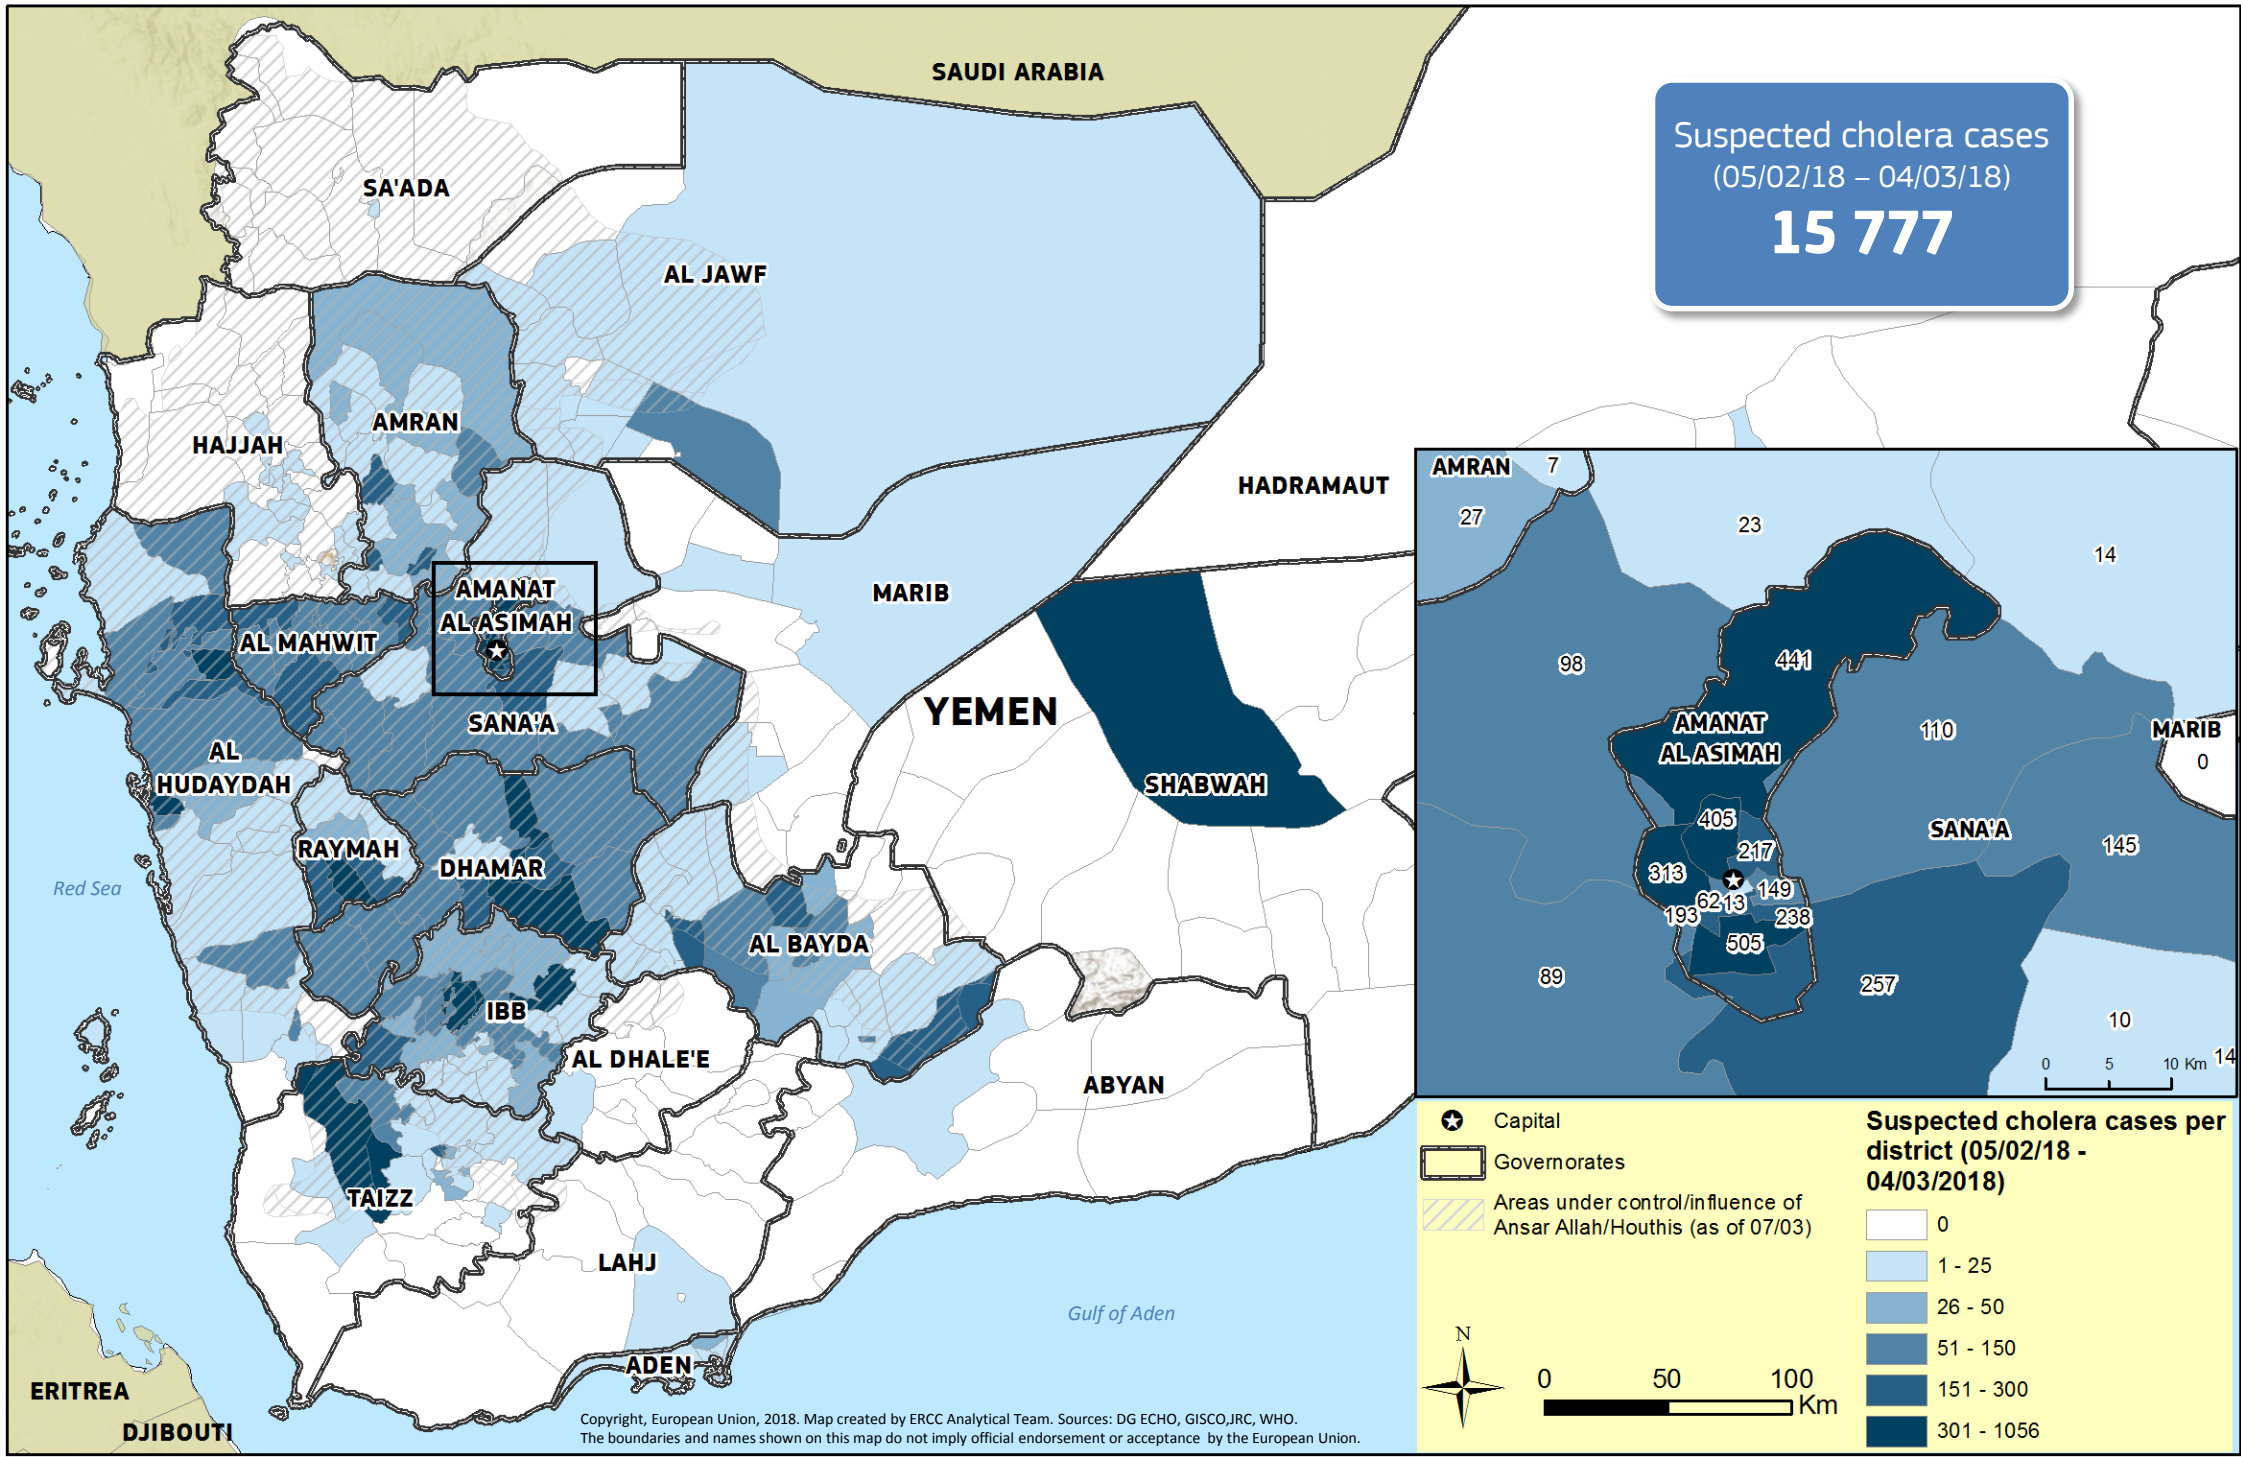 SAUDI ARABIA
Suspected cholera cases
(05/02/18 – 04/03/18)
15 777
SA'ADA
AL JAWF
HAJJAH
AMRAN
HADRAMAUT
AMANAT
AL ASIMAH
MARIB
AL MAHWIT
YEMEN
SANA'A
AL
HUDAYDAH
SHABWAH
RAYMAH
DHAMAR
Red Sea
AL BAYDA
IBB
AL DHALE'E
ABYAN
TAIZZ
LAHJ
Gulf of Aden
ADEN
ERITREA
DJIBOUTI
AMRAN
7
27
23
14
98
441
AMANAT
AL ASIMAH
110
MARIB
0
405
SANA'A
217
145
313
149
62
13
193
238
505
89
257
10
14
0 5 10 Km
Capital
Governorates
Areas under control/influence of
Ansar Allah/Houthis (as of 07/03)
N
0 50 100
Km
Suspected cholera cases per
district (05/02/18 -
04/03/2018)
0
1 - 25
26 - 50
51 - 150
151 - 300
301 - 1056
Copyright, European Union, 2018. Map created by ERCC Analytical Team. Sources: DG ECHO, GISCO,JRC, WHO.
The boundaries and names shown on this map do not imply official endorsement or acceptance by the European Union.